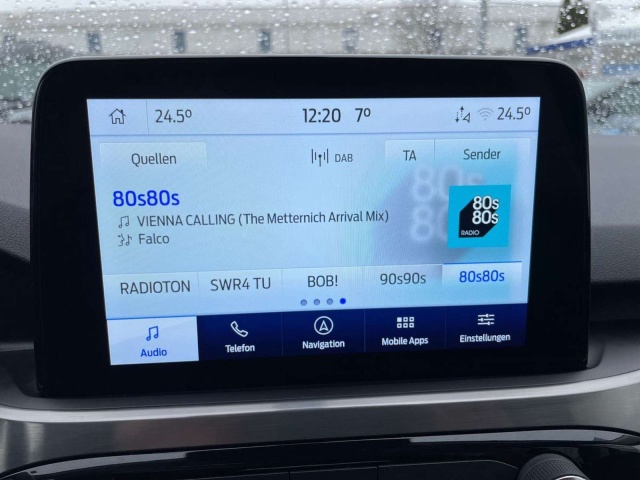 24.5° 12:20 7° 24.5°
Quellen DAB TA Sender
80s80s
VIENNA CALLING (The Metternich Arrival Mix)
Falco
80s
80s
RADIO
RADIOTON SWR4 TU BOB! 90s90s 80s80s
Audio Telefon Navigation Mobile Apps Einstellungen